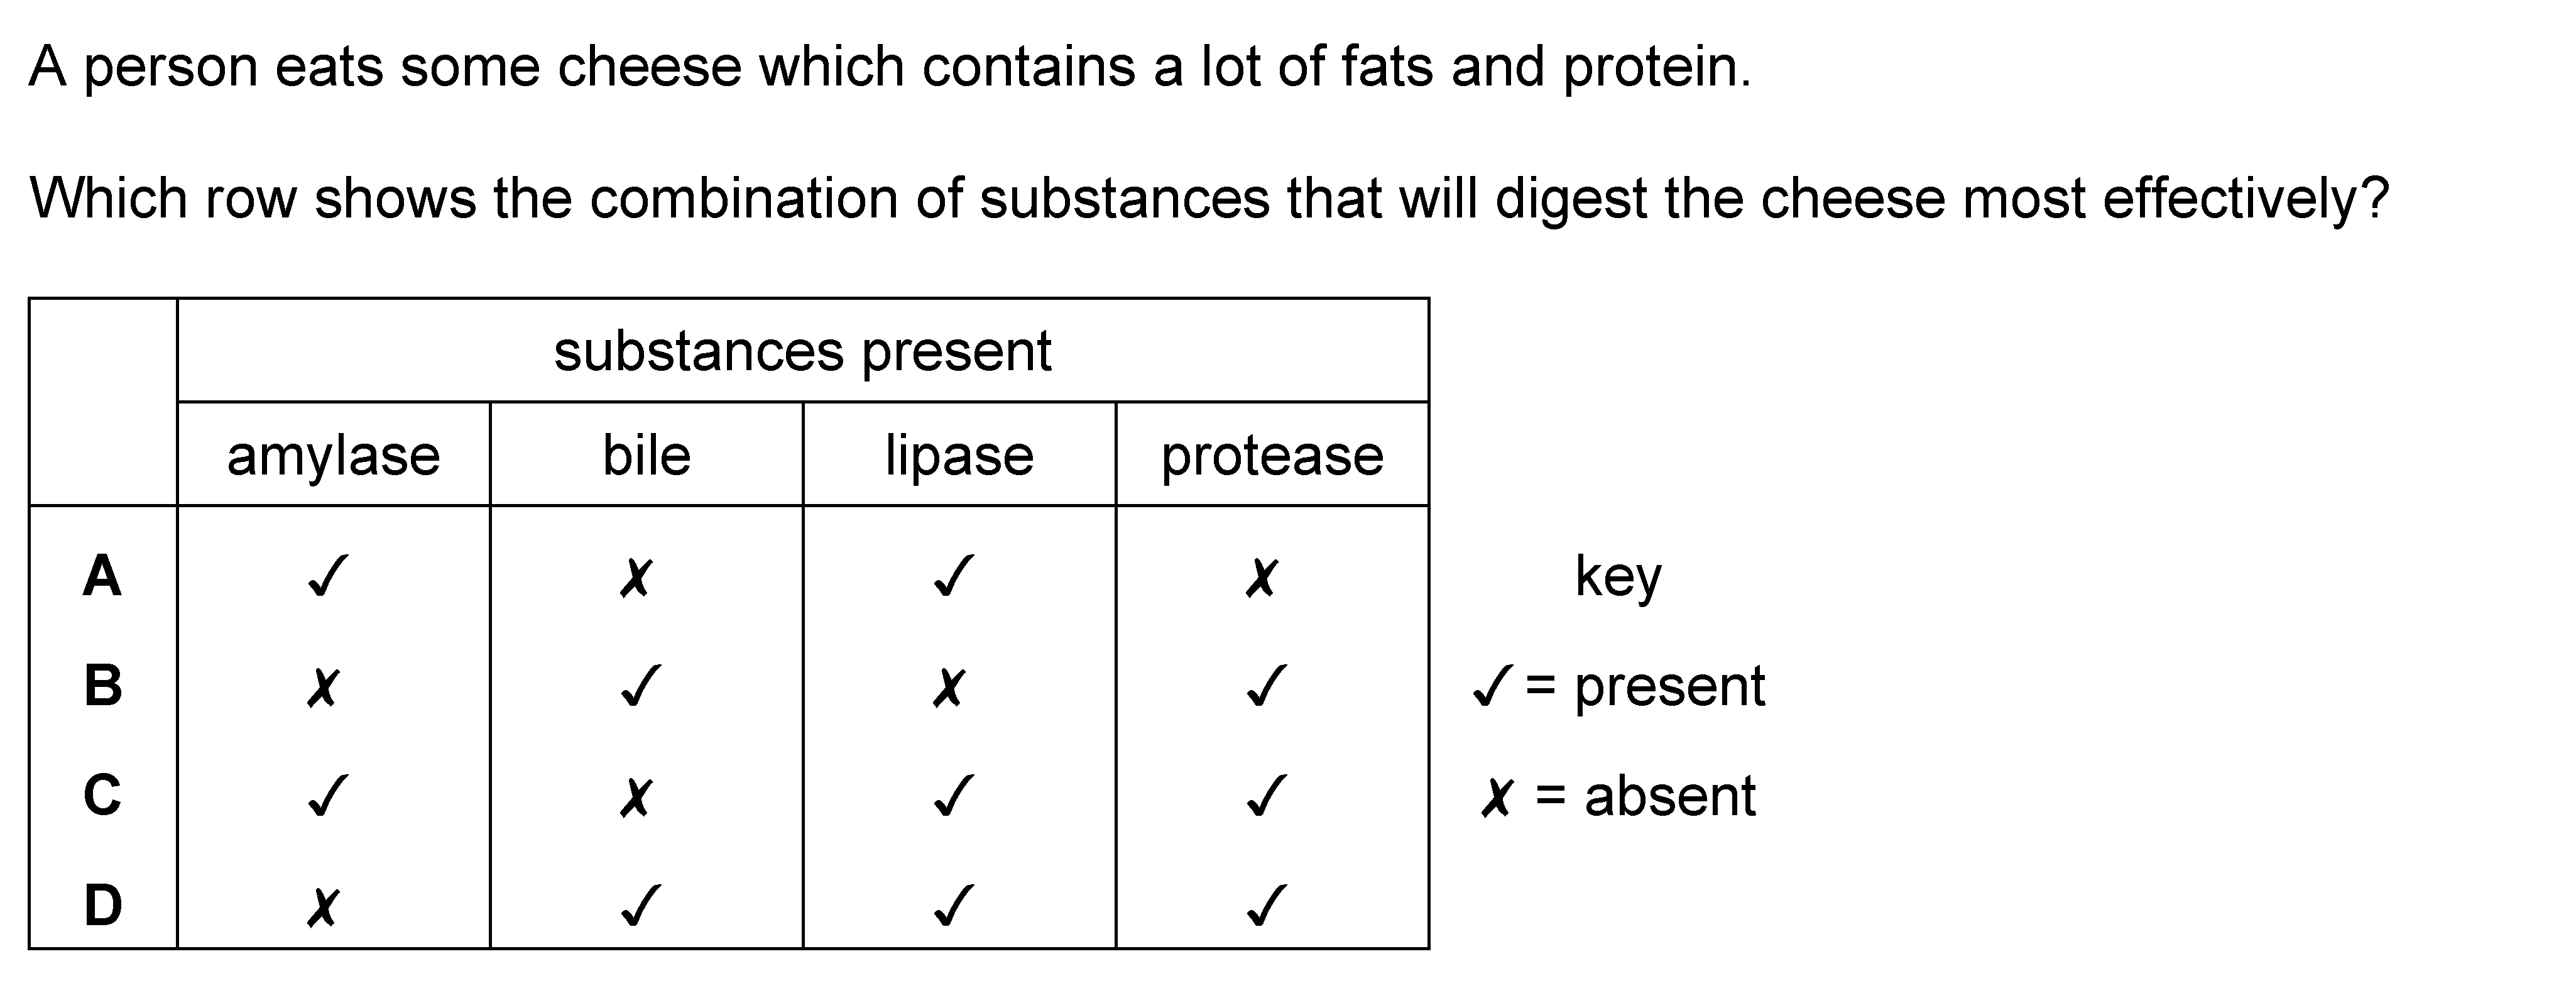 A person eats some cheese which contains a lot of fats and protein.
Which row shows the combination of substances that will digest the cheese most effectively?
substances present
amylase bile lipase protease
A ✓ ✗ ✓ ✗
key
B ✗ ✓ ✗ ✓
✓ = present
C ✓ ✗ ✓ ✓
✗ = absent
D ✗ ✓ ✓ ✓